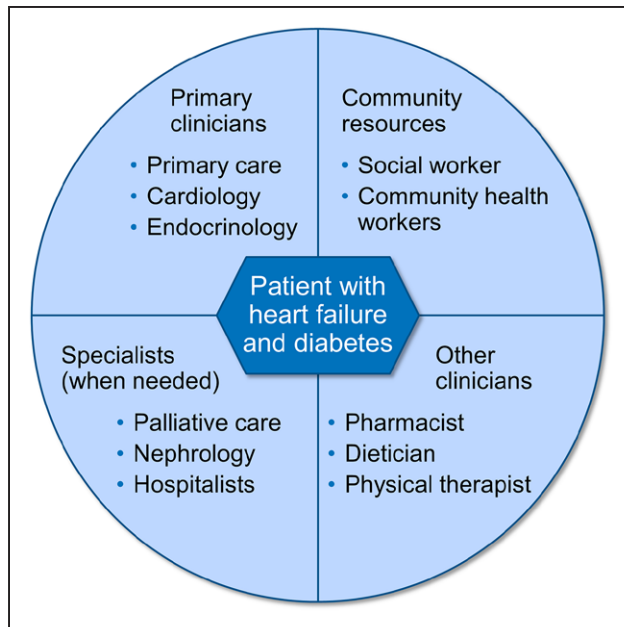 Primary
clinicians
• Primary care
• Cardiology
• Endocrinology
Community
resources
• Social worker
• Community health
workers
Patient with
heart failure
and diabetes
Specialists
(when needed)
• Palliative care
• Nephrology
• Hospitalists
Other
clinicians
• Pharmacist
• Dietician
• Physical therapist